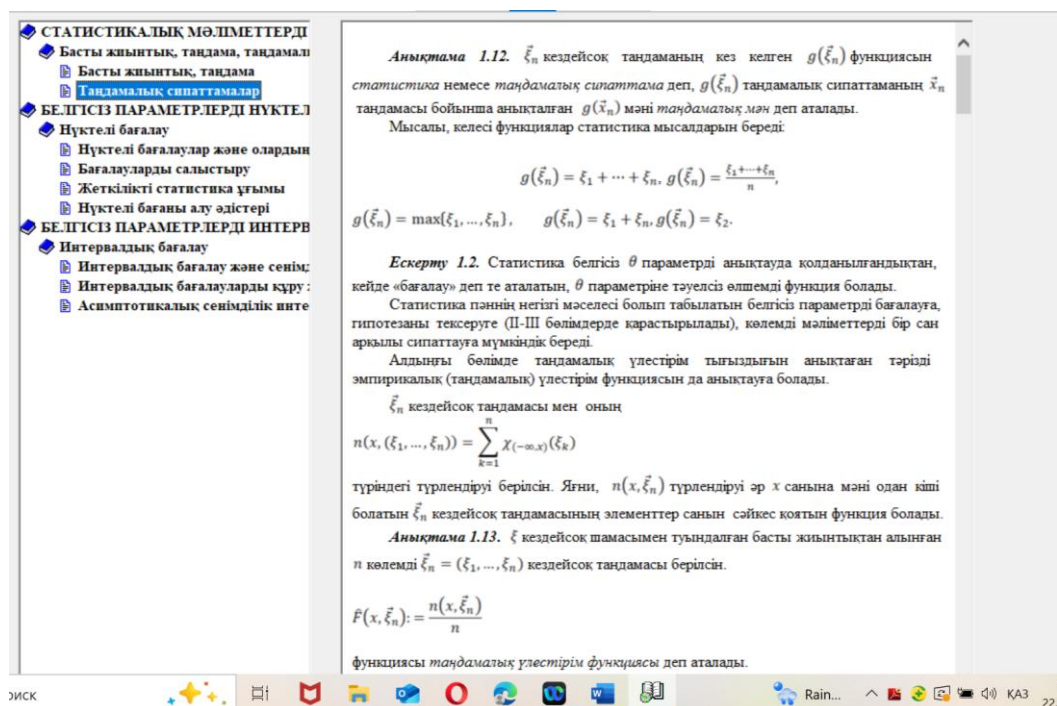 СТАТИСТИКАЛЫҚ МӘЛІМЕТТЕРДІ
Басты жиынтық, таңдама, таңдамалы
Басты жиынтық, таңдама
Таңдамалық сипаттамалар
БЕЛГІСІЗ ПАРАМЕТРЛЕРДІ НҮКТЕЛ
Нүктелі бағалау
Нүктелі бағалаулар және олардың
Бағалауларды салыстыру
Жеткілікті статистика ұғымы
Нүктелі бағаны алу әдістері
БЕЛГІСІЗ ПАРАМЕТРЛЕРДІ ИНТЕРВ
Интервалдық бағалау
Интервалдық бағалау және сенім
Интервалдық бағалауларды құру
Асимптотикалық сенімділік инте
Анықтама 1.12. ξ⃗ₙ кездейсоқ таңдаманың кез келген g(ξ⃗ₙ) функциясын
статистика немесе таңдамалық сипаттама деп, g(ξ⃗ₙ) таңдамалық сипаттаманың x⃗ₙ
таңдамасы бойынша анықталған g(x⃗ₙ) мәні таңдамалық мән деп аталады.
Мысалы, келесі функциялар статистика мысалдарын береді:
g(ξ⃗ₙ) = ξ₁ + ⋯ + ξₙ, g(ξ⃗ₙ) = (ξ₁+⋯+ξₙ)/n,
g(ξ⃗ₙ) = max{ξ₁, …, ξₙ}, g(ξ⃗ₙ) = ξ₁ + ξₙ, g(ξ⃗ₙ) = ξ₂.
Ескерту 1.2. Статистика белгісіз θ параметрді анықтауда қолданылғандықтан,
кейде «бағалау» деп те аталатын, θ параметріне тәуелсіз өлшемді функция болады.
Статистика пәннің негізгі мәселесі болып табылатын белгісіз параметрді бағалауға,
гипотезаны тексеруге (II-III бөлімдерде қарастырылады), көлемді мәліметтерді бір сан
арқылы сипаттауға мүмкіндік береді.
Алдыңғы бөлімде таңдамалық үлестірім тығыздығын анықтаған тәрізді
эмпирикалық (таңдамалық) үлестірім функциясын да анықтауға болады.
ξ⃗ₙ кездейсоқ таңдамасы мен оның
n(x, (ξ₁, …, ξₙ)) = ∑ₖ₌₁ⁿ χ₍₋∞,ₓ₎(ξₖ)
түріндегі түрлендіруі берілсін. Яғни, n(x, ξ⃗ₙ) түрлендіруі әр x санына мәні одан кіші
болатын ξ⃗ₙ кездейсоқ таңдамасының элементтер санын сәйкес қоятын функция болады.
Анықтама 1.13. ξ кездейсоқ шамасымен туындалған басты жиынтықтан алынған
n көлемді ξ⃗ₙ = (ξ₁, …, ξₙ) кездейсоқ таңдамасы берілсін.
F̂(x, ξ⃗ₙ): = n(x, ξ⃗ₙ)/n
функциясы таңдамалық үлестірім функциясы деп аталады.
оиск
Rain...
ҚАЗ
22